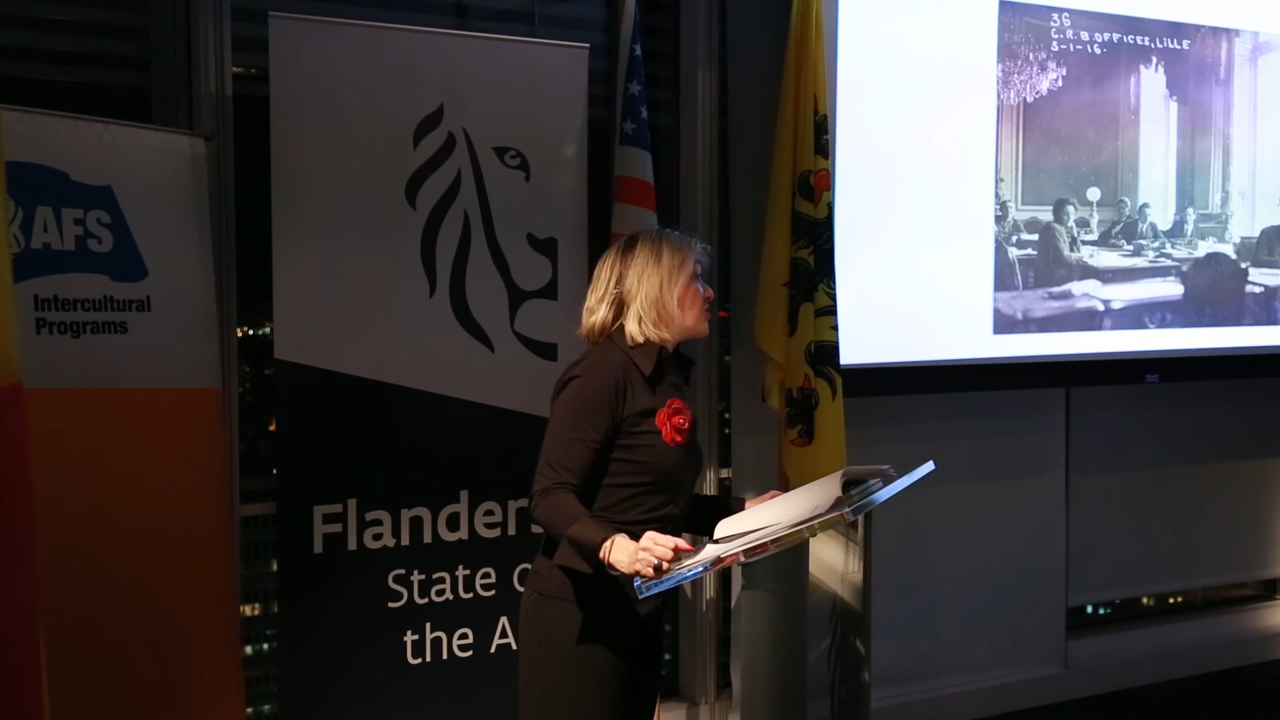 AFS
Intercultural
Programs
Flanders
State o
the A
36
C.R.B. OFFICES, LILLE
3-1-16.